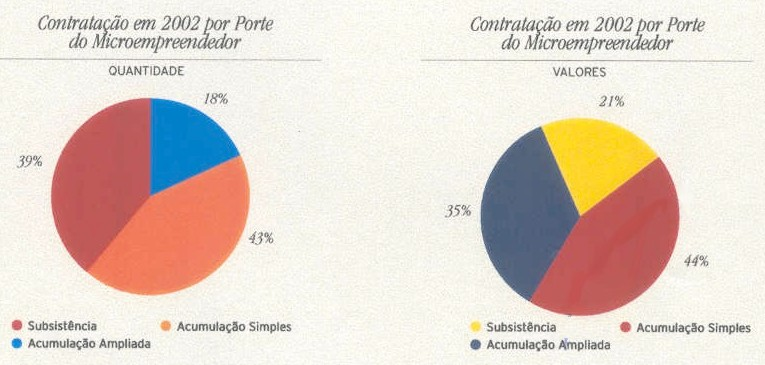 Contratação em 2002 por Porte
do Microempreendedor
QUANTIDADE
18%
39%
43%
Subsistência
Acumulação Simples
Acumulação Ampliada
Contratação em 2002 por Porte
do Microempreendedor
VALORES
21%
35%
44%
Subsistência
Acumulação Simples
Acumulação Ampliada